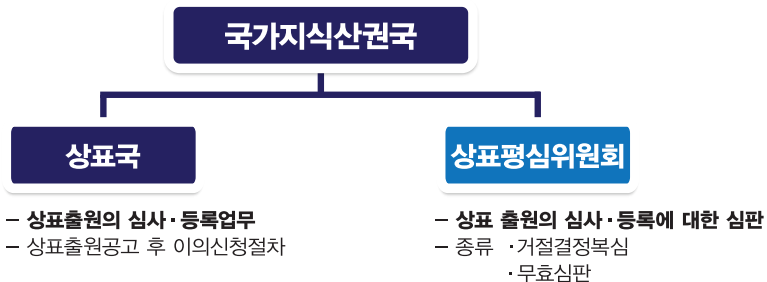 국가지식산권국
상표국
상표평심위원회
– 상표출원의 심사·등록업무
– 상표출원공고 후 이의신청절차
– 상표 출원의 심사·등록에 대한 심판
– 종류 ·거절결정복심
·무효심판